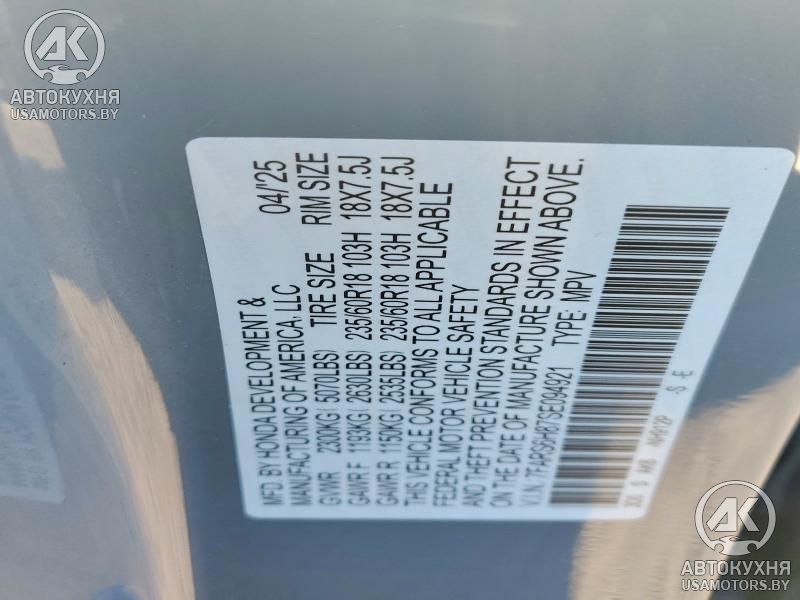 AK
АВТОКУХНЯ
USAMOTORS.BY
MFD. BY HONDA DEVELOPMENT & 04/'25
MANUFACTURING OF AMERICA, LLC
GVWR 2300KG( 5070LBS) TIRE SIZE RIM SIZE
GAWR F 1193KG( 2630LBS) 235/60R18 103H 18X7.5J
GAWR R 1150KG( 2535LBS) 235/60R18 103H 18X7.5J
THIS VEHICLE CONFORMS TO ALL APPLICABLE
FEDERAL MOTOR VEHICLE SAFETY
AND THEFT PREVENTION STANDARDS IN EFFECT
ON THE DATE OF MANUFACTURE SHOWN ABOVE.
V.I.N.: 7FARS6H87SE094921 TYPE: MPV
S -E
AK
АВТОКУХНЯ
USAMOTORS.BY